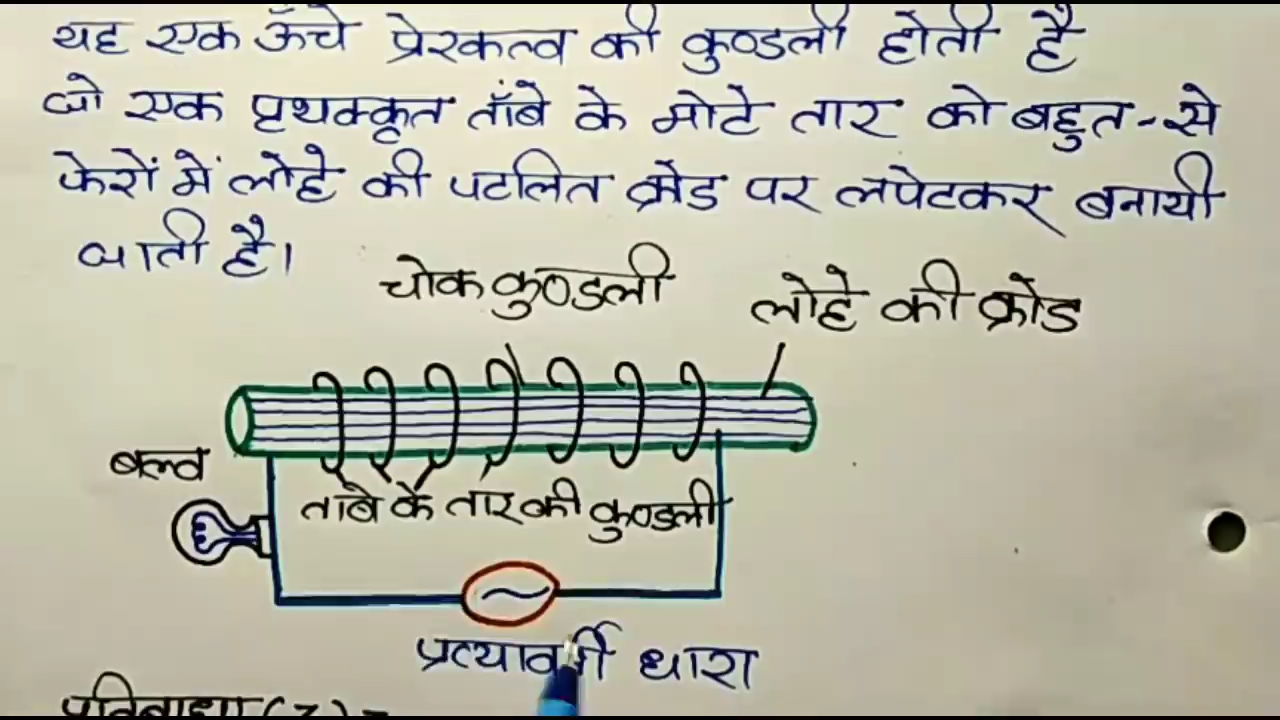 यह एक ऊँचे प्रेरकत्व की कुण्डली होती है
जो एक पृथक्कृत ताँबे के मोटे तार को बहुत-से
फेरों में लोहे की पटलित क्रोड पर लपेटकर बनायी
जाती है।
चोक कुण्डली
लोहे की क्रोड
बल्व
तांबे के तार की कुण्डली
प्रत्यावर्ती धारा